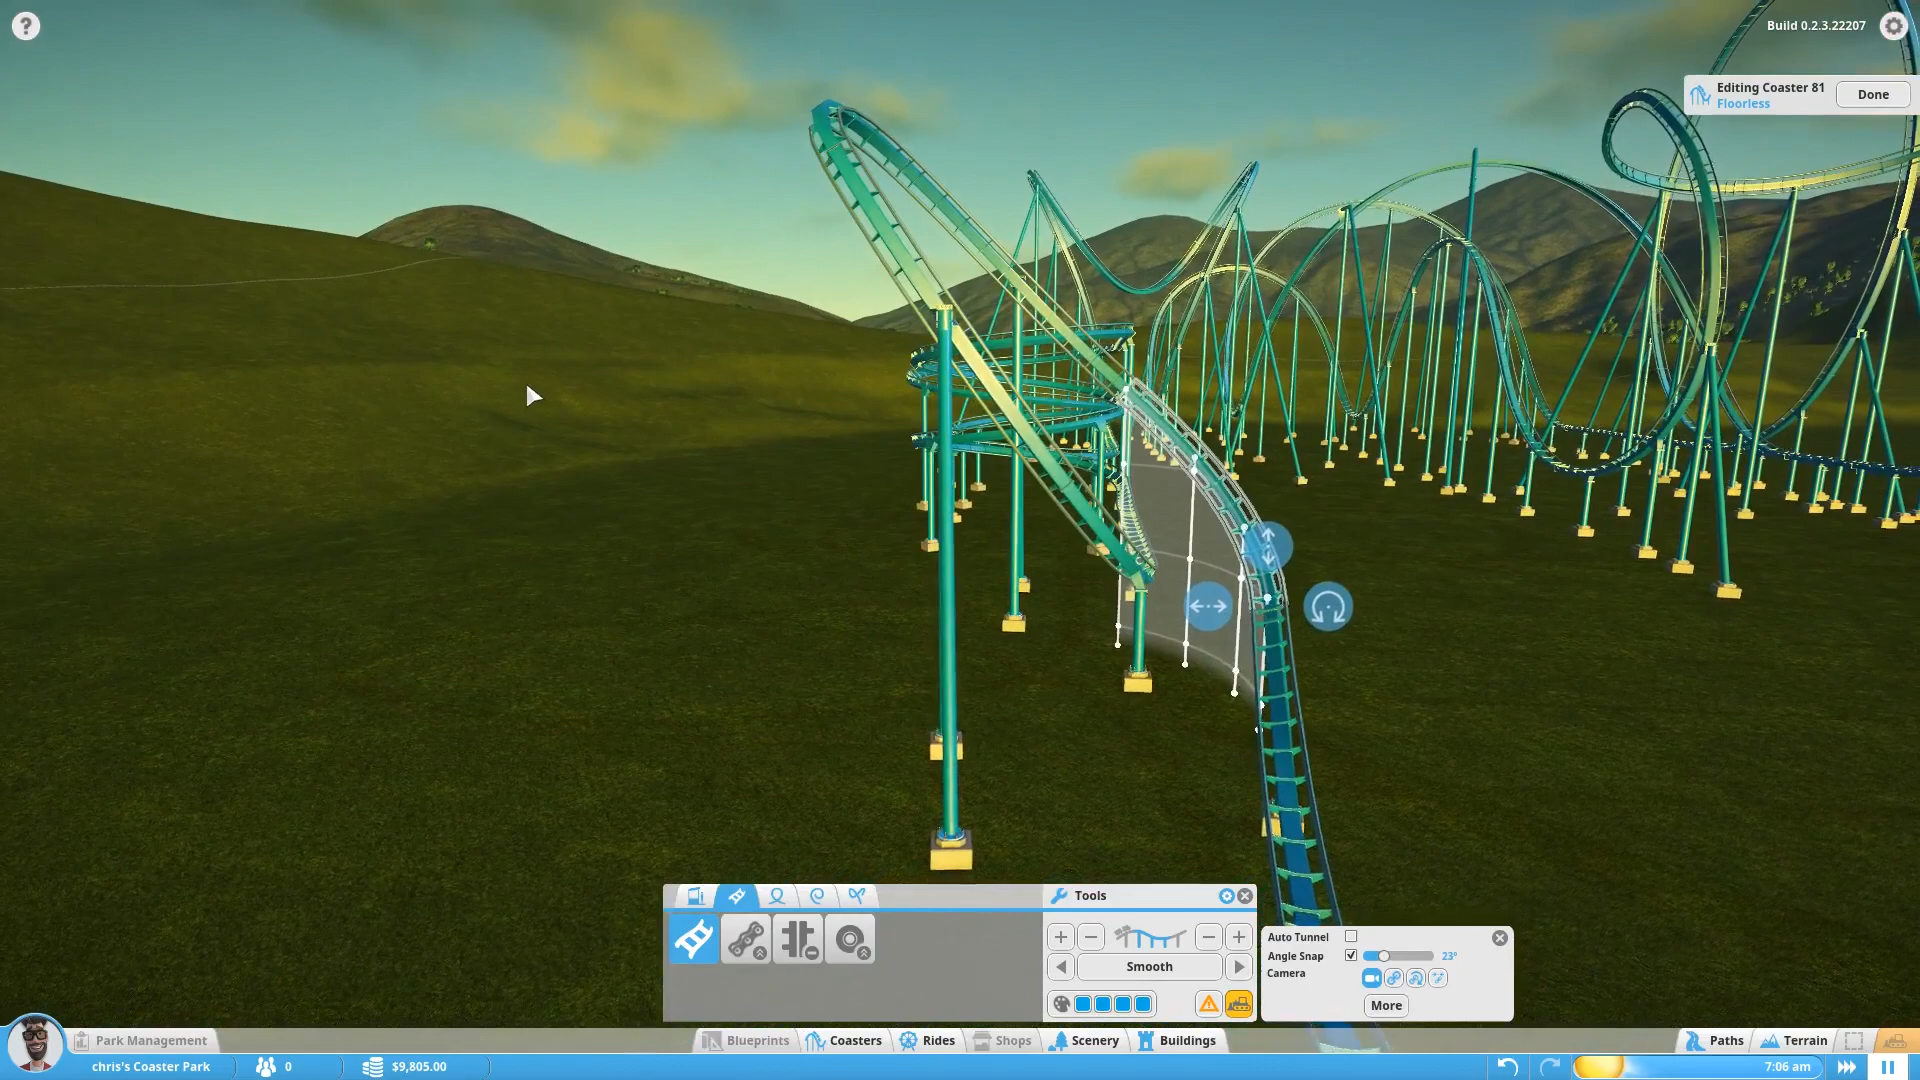 Build 0.2.3.22207
Editing Coaster 81
Floorless
Done
Tools
Smooth
Auto Tunnel
Angle Snap
23°
Camera
More
Park Management
Blueprints
Coasters
Rides
Shops
Scenery
Buildings
Paths
Terrain
chris's Coaster Park
0
$9,805.00
7:06 am